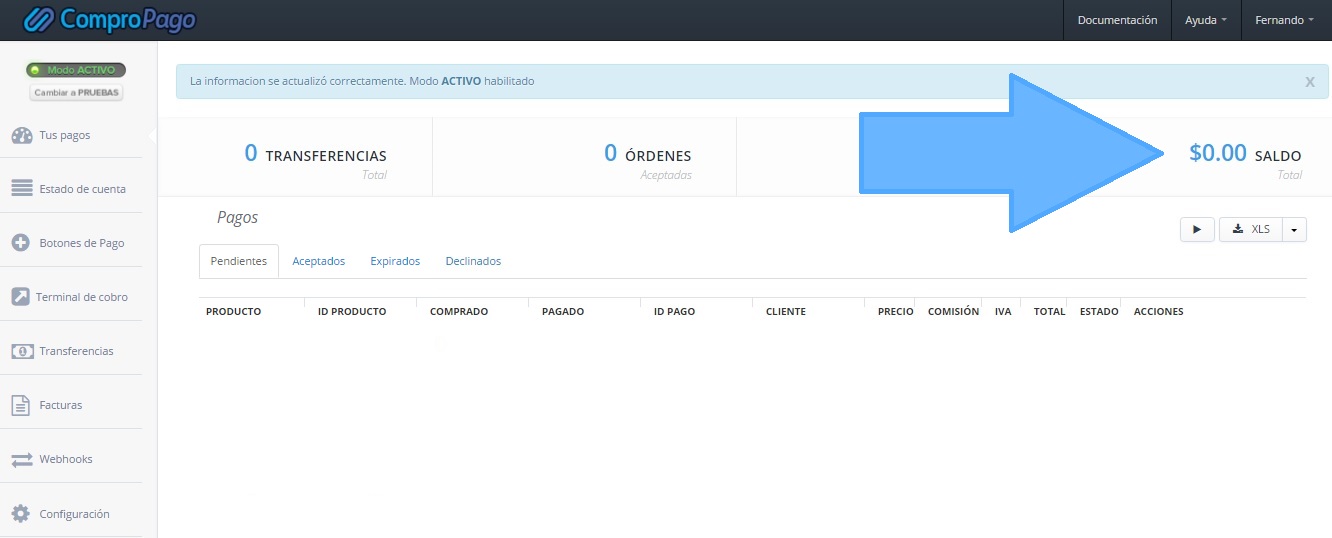 ComproPago
Documentación
Ayuda
Fernando
Modo ACTIVO
Cambiar a PRUEBAS
Tus pagos
Estado de cuenta
Botones de Pago
Terminal de cobro
Transferencias
Facturas
Webhooks
Configuración
La informacion se actualizó correctamente. Modo ACTIVO habilitado
X
0 TRANSFERENCIAS
Total
0 ÓRDENES
Aceptadas
$0.00 SALDO
Total
Pagos
XLS
Pendientes Aceptados Expirados Declinados
PRODUCTO ID PRODUCTO COMPRADO PAGADO ID PAGO CLIENTE PRECIO COMISIÓN IVA TOTAL ESTADO ACCIONES